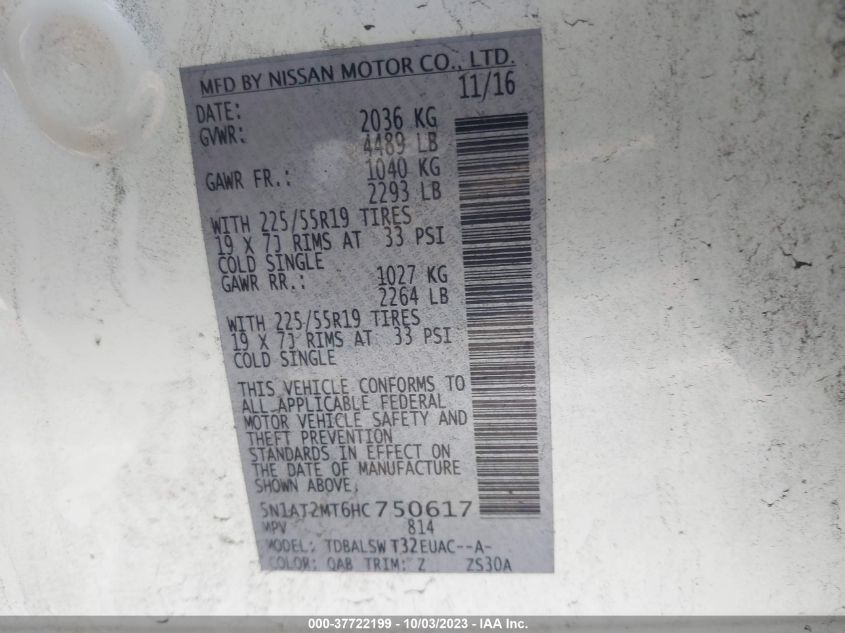 MFD BY NISSAN MOTOR CO., LTD.
DATE: 11/16
GVWR: 2036 KG
4489 LB
GAWR FR.: 1040 KG
2293 LB
WITH 225/55R19 TIRES
19 X 7J RIMS AT 33 PSI
COLD SINGLE
GAWR RR.: 1027 KG
2264 LB
WITH 225/55R19 TIRES
19 X 7J RIMS AT 33 PSI
COLD SINGLE
THIS VEHICLE CONFORMS TO
ALL APPLICABLE FEDERAL
MOTOR VEHICLE SAFETY AND
THEFT PREVENTION
STANDARDS IN EFFECT ON
THE DATE OF MANUFACTURE
SHOWN ABOVE.
5N1AT2MT6HC750617
MPV 814
MODEL: TDBALSW T32EUAC--A-
COLOR: QAB TRIM: Z ZS30A
000-37722199 - 10/03/2023 - IAA Inc.